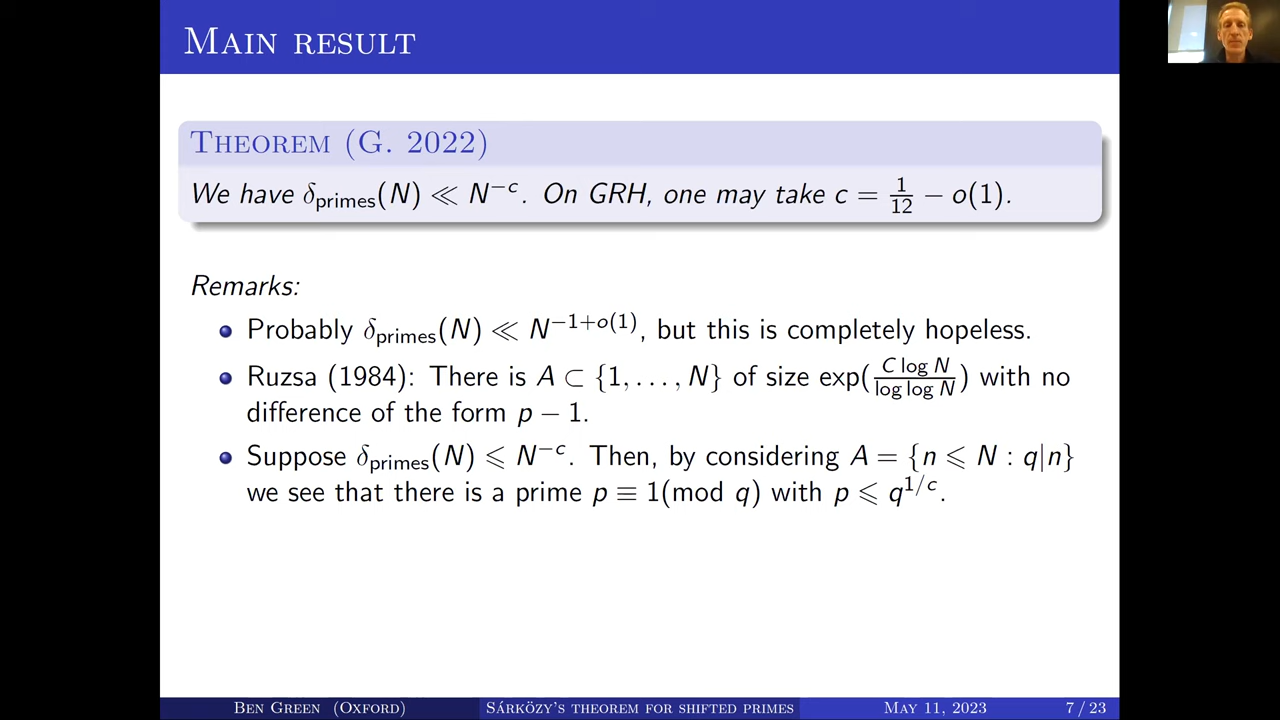 MAIN RESULT
THEOREM (G. 2022)
We have δ_primes(N) ≪ N^{−c}. On GRH, one may take c = 1/12 − o(1).
Remarks:
Probably δ_primes(N) ≪ N^{−1+o(1)}, but this is completely hopeless.
Ruzsa (1984): There is A ⊂ {1, . . . , N} of size exp(C log N / log log N) with no
difference of the form p − 1.
Suppose δ_primes(N) ⩽ N^{−c}. Then, by considering A = {n ⩽ N : q|n}
we see that there is a prime p ≡ 1(mod q) with p ⩽ q^{1/c}.
BEN GREEN (OXFORD) SÁRKÖZY'S THEOREM FOR SHIFTED PRIMES MAY 11, 2023 7 / 23